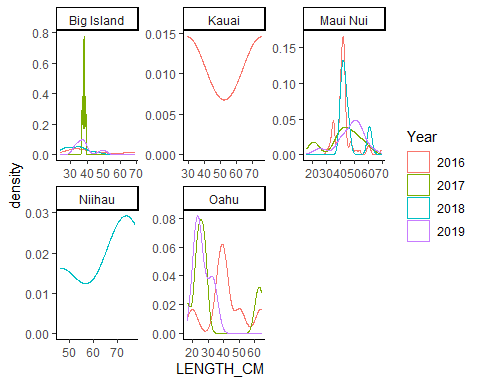 Big Island
Kauai
Maui Nui
0.8
0.6
0.4
0.2
0.0
0.015
0.010
0.005
0.000
0.15
0.10
0.05
0.00
30 40 50 60 70
30 40 50 60 70
20 30 40 50 60 70
density
Niihau
Oahu
0.03
0.02
0.01
0.00
0.08
0.06
0.04
0.02
0.00
50 60 70
20 30 40 50 60
LENGTH_CM
Year
2016
2017
2018
2019